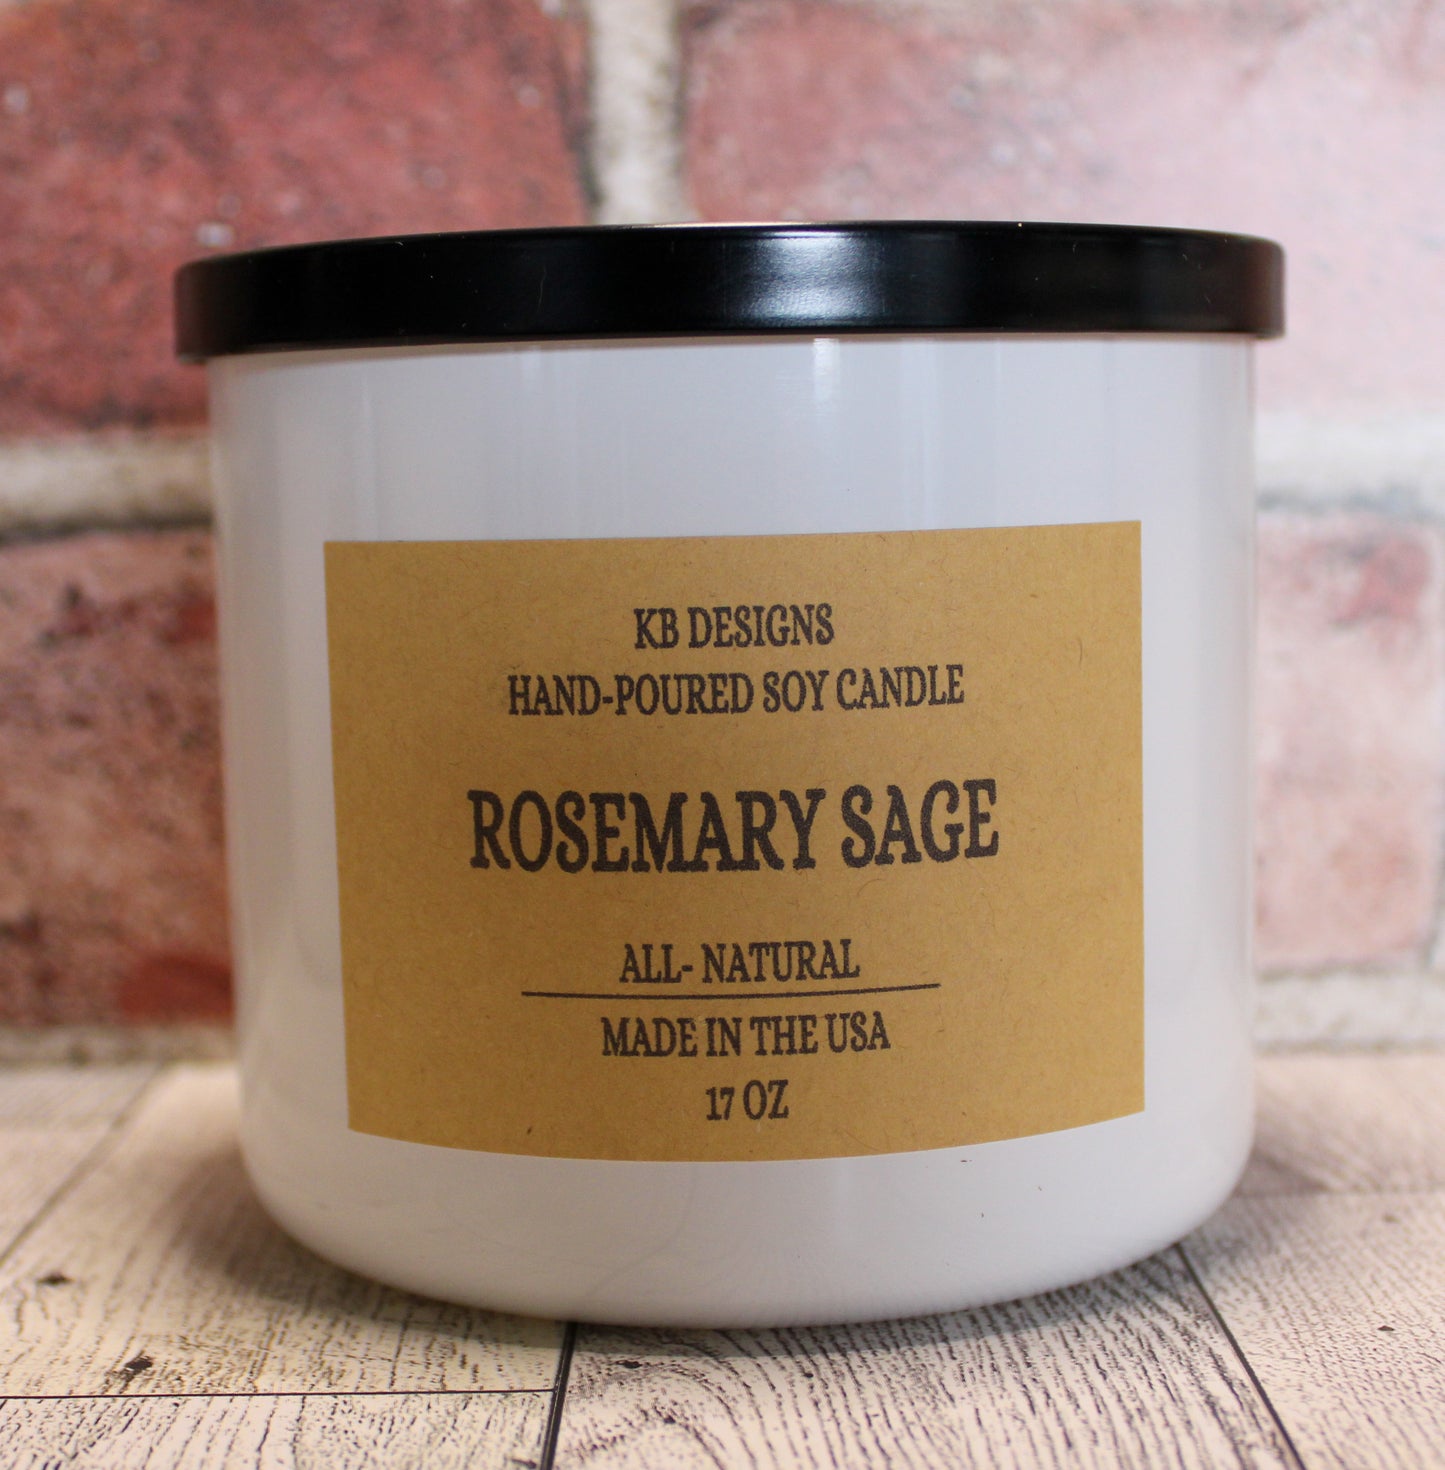 KB DESIGNS
HAND-POURED SOY CANDLE
ROSEMARY SAGE
ALL- NATURAL
MADE IN THE USA
17 OZ